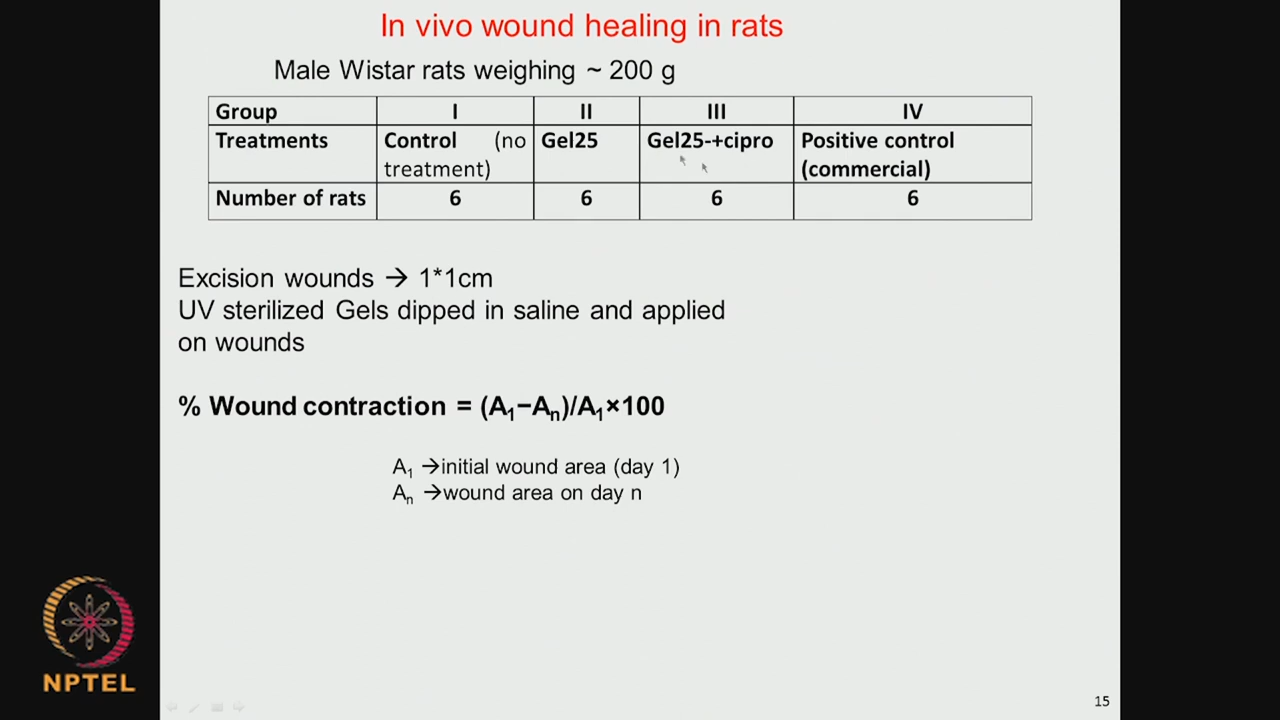 In vivo wound healing in rats
Male Wistar rats weighing ~ 200 g
Group I II III IV
Treatments Control (no treatment) Gel25 Gel25-+cipro Positive control (commercial)
Number of rats 6 6 6 6
Excision wounds → 1*1cm
UV sterilized Gels dipped in saline and applied
on wounds
% Wound contraction = (A₁−Aₙ)/A₁×100
A₁ →initial wound area (day 1)
Aₙ →wound area on day n
NPTEL
15